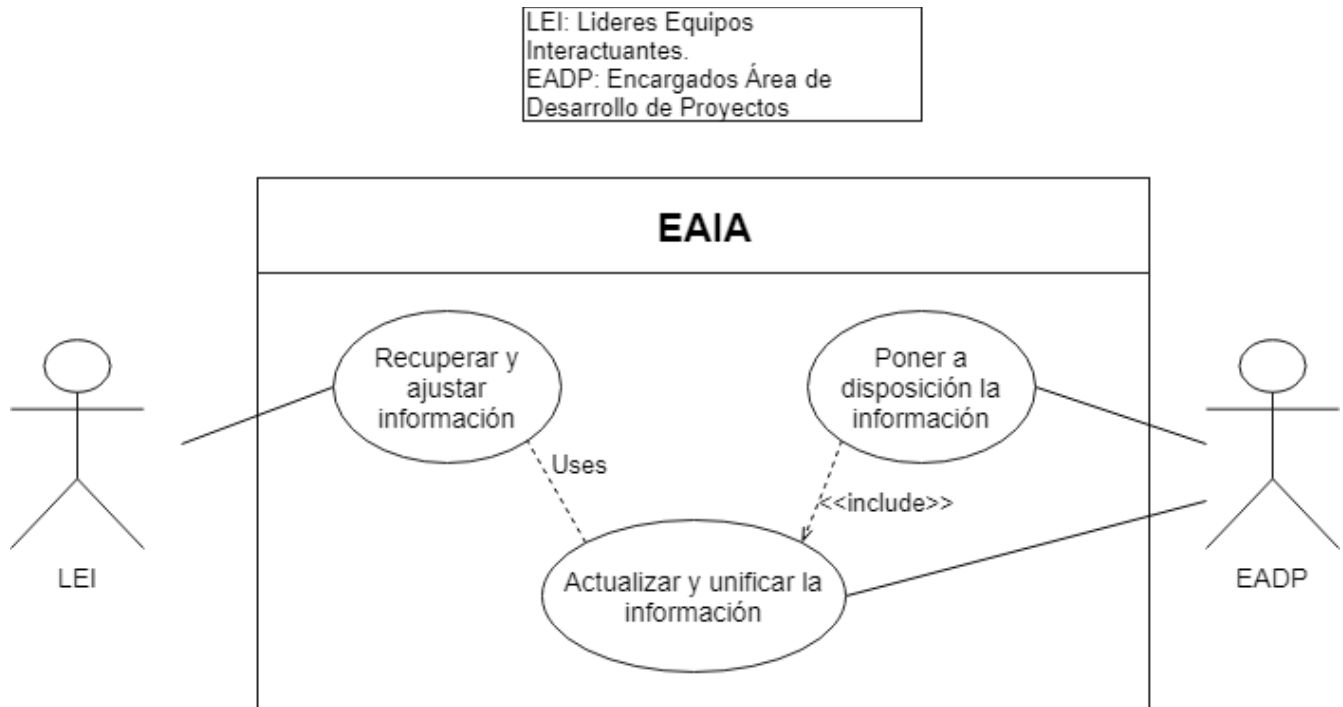 LEI: Lideres Equipos
Interactuantes.
EADP: Encargados Área de
Desarrollo de Proyectos
EAIA
Recuperar y
ajustar
información
Poner a
disposición la
información
Uses
<<include>>
Actualizar y unificar la
información
LEI
EADP